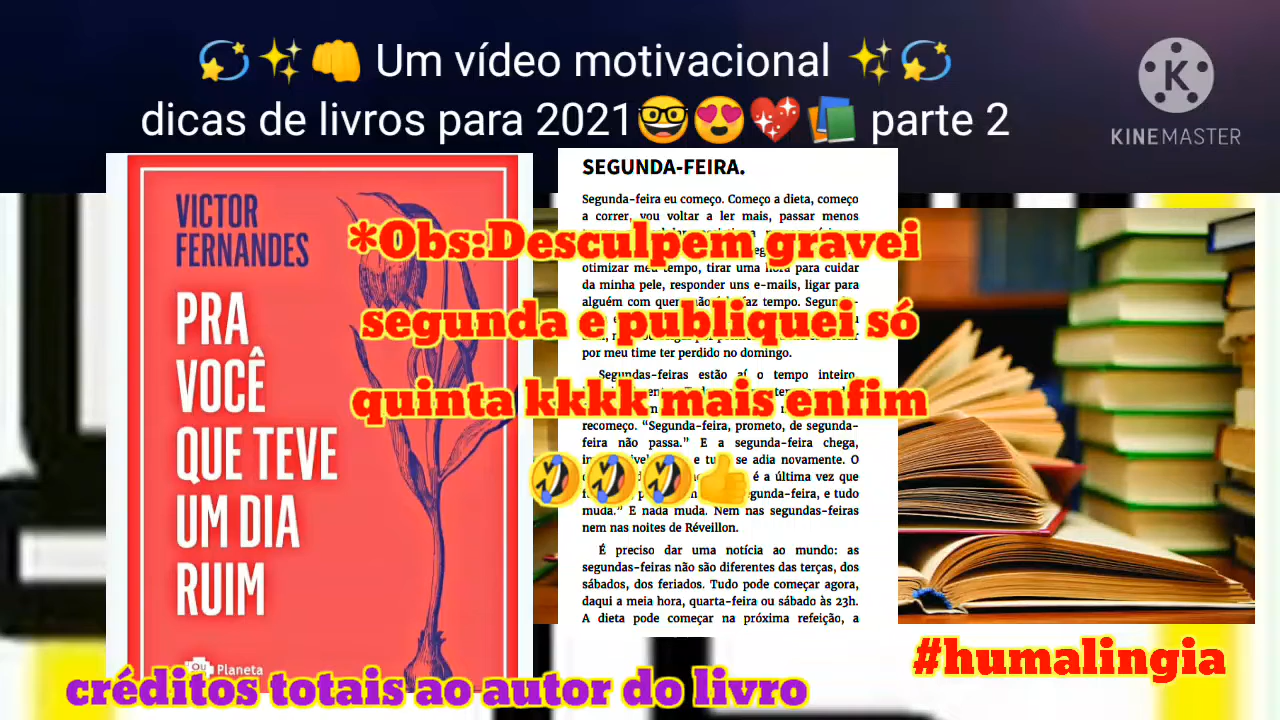 💫✨👊 Um vídeo motivacional ✨💫
dicas de livros para 2021🤓😍💖📚 parte 2
KINEMASTER
VICTOR
FERNANDES
PRA
VOCÊ
QUE TEVE
UM DIA
RUIM
Planeta
SEGUNDA-FEIRA.
Segunda-feira eu começo. Começo a dieta, começo
a correr, vou voltar a ler mais, passar menos
otimizar meu tempo, tirar uma hora para cuidar
da minha pele, responder uns e-mails, ligar para
alguém com quem não faz tempo.
por meu time ter perdido no domingo.
Segundas-feiras estão aí o tempo inteiro,
recomeço. “Segunda-feira, prometo, de segunda-
feira não passa.” E a segunda-feira chega,
e tudo se adia novamente. O
é a última vez que
segunda-feira, e tudo
muda.” E nada muda. Nem nas segundas-feiras
nem nas noites de Réveillon.
É preciso dar uma notícia ao mundo: as
segundas-feiras não são diferentes das terças, dos
sábados, dos feriados. Tudo pode começar agora,
daqui a meia hora, quarta-feira ou sábado às 23h.
A dieta pode começar na próxima refeição, a
*Obs:Desculpem gravei
segunda e publiquei só
quinta kkkk mais enfim
🤣🤣🤣👍
#humalingia
créditos totais ao autor do livro